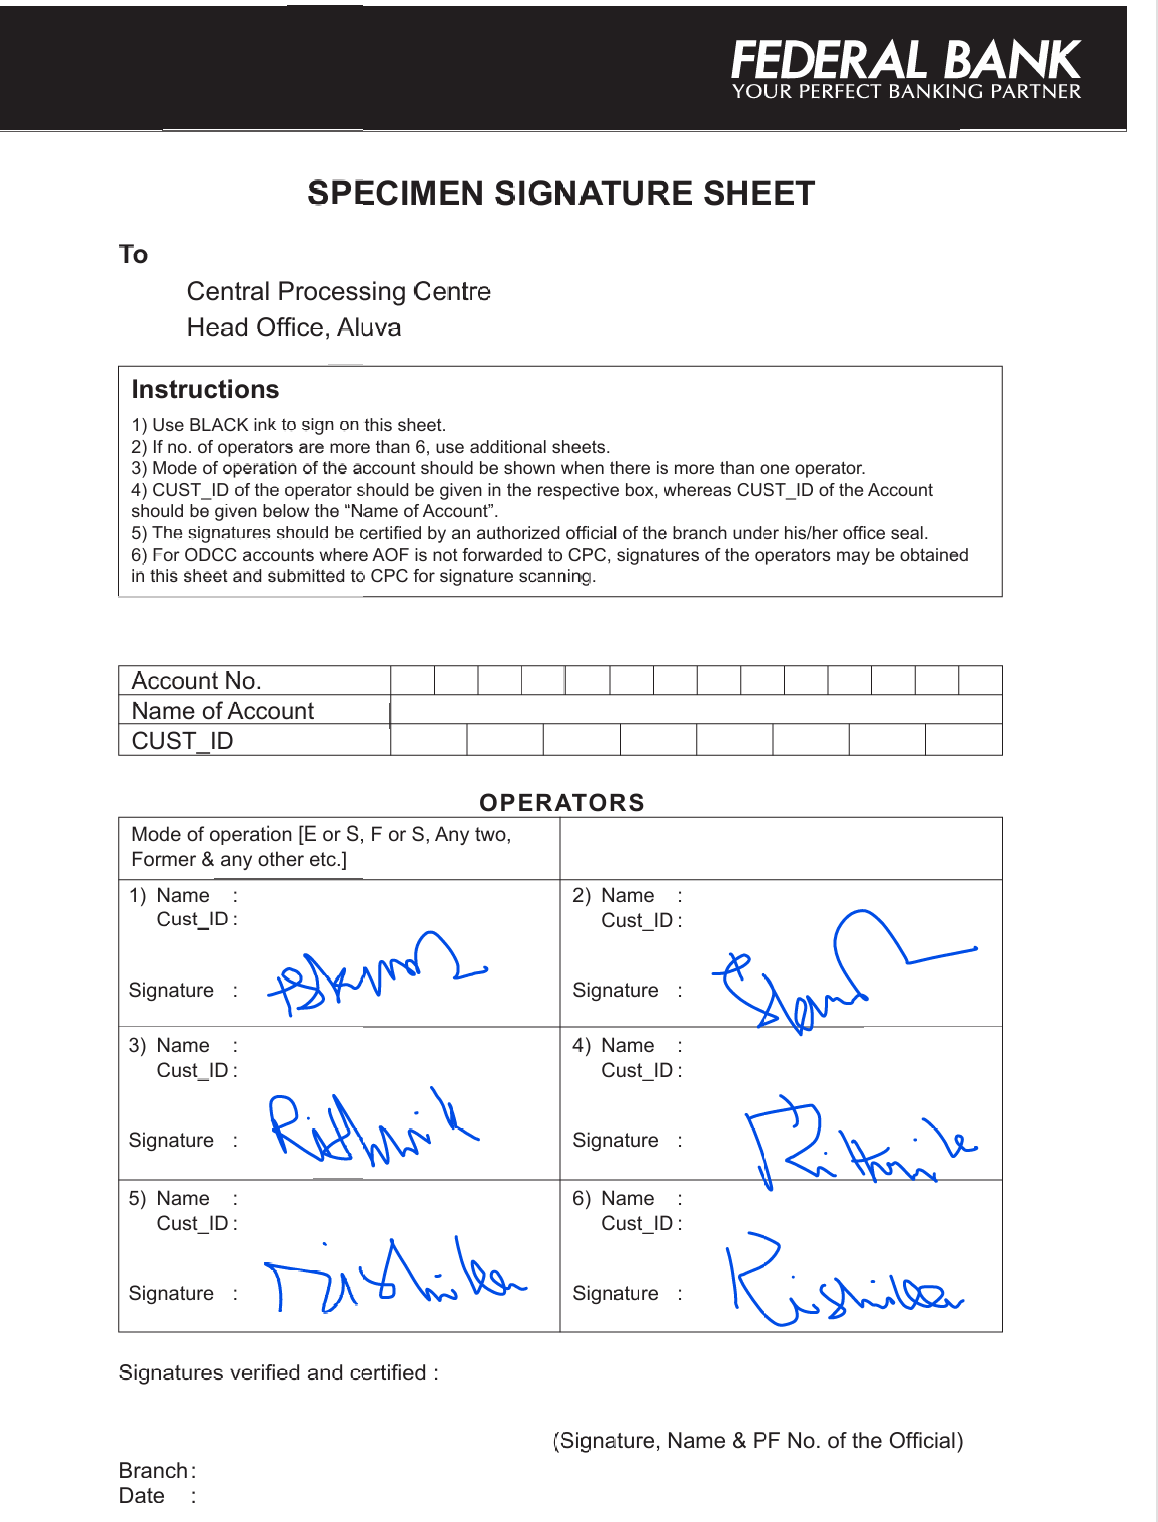 FEDERAL BANK
YOUR PERFECT BANKING PARTNER
SPECIMEN SIGNATURE SHEET
To
Central Processing Centre
Head Office, Aluva
Instructions
1) Use BLACK ink to sign on this sheet.
2) If no. of operators are more than 6, use additional sheets.
3) Mode of operation of the account should be shown when there is more than one operator.
4) CUST_ID of the operator should be given in the respective box, whereas CUST_ID of the Account
should be given below the “Name of Account”.
5) The signatures should be certified by an authorized official of the branch under his/her office seal.
6) For ODCC accounts where AOF is not forwarded to CPC, signatures of the operators may be obtained
in this sheet and submitted to CPC for signature scanning.
Account No.
Name of Account
CUST_ID
OPERATORS
Mode of operation [E or S, F or S, Any two,
Former & any other etc.]
1) Name :
Cust_ID :
Signature :
2) Name :
Cust_ID :
Signature :
3) Name :
Cust_ID :
Signature :
4) Name :
Cust_ID :
Signature :
5) Name :
Cust_ID :
Signature :
6) Name :
Cust_ID :
Signature :
Signatures verified and certified :
(Signature, Name & PF No. of the Official)
Branch :
Date :